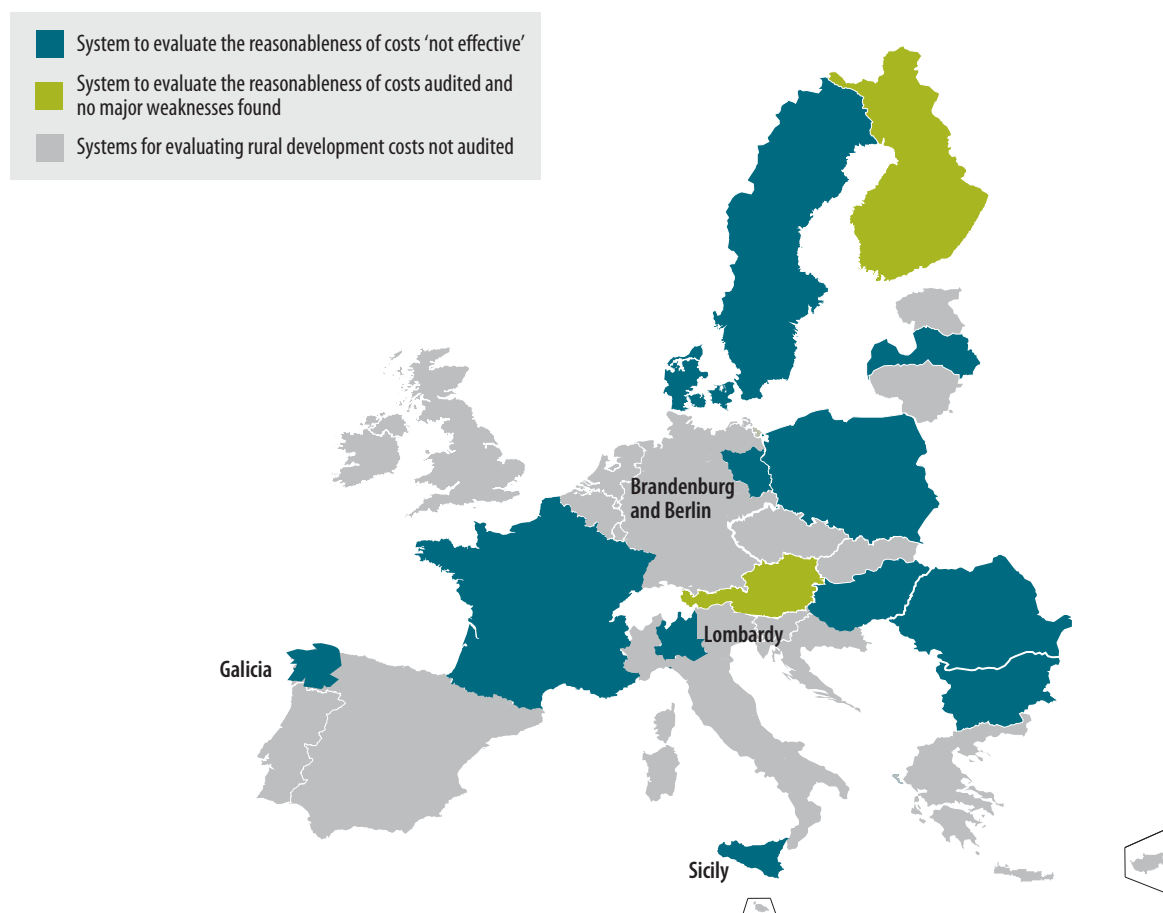 System to evaluate the reasonableness of costs ‘not effective’
System to evaluate the reasonableness of costs audited and
no major weaknesses found
Systems for evaluating rural development costs not audited
Brandenburg
and Berlin
Lombardy
Galicia
Sicily